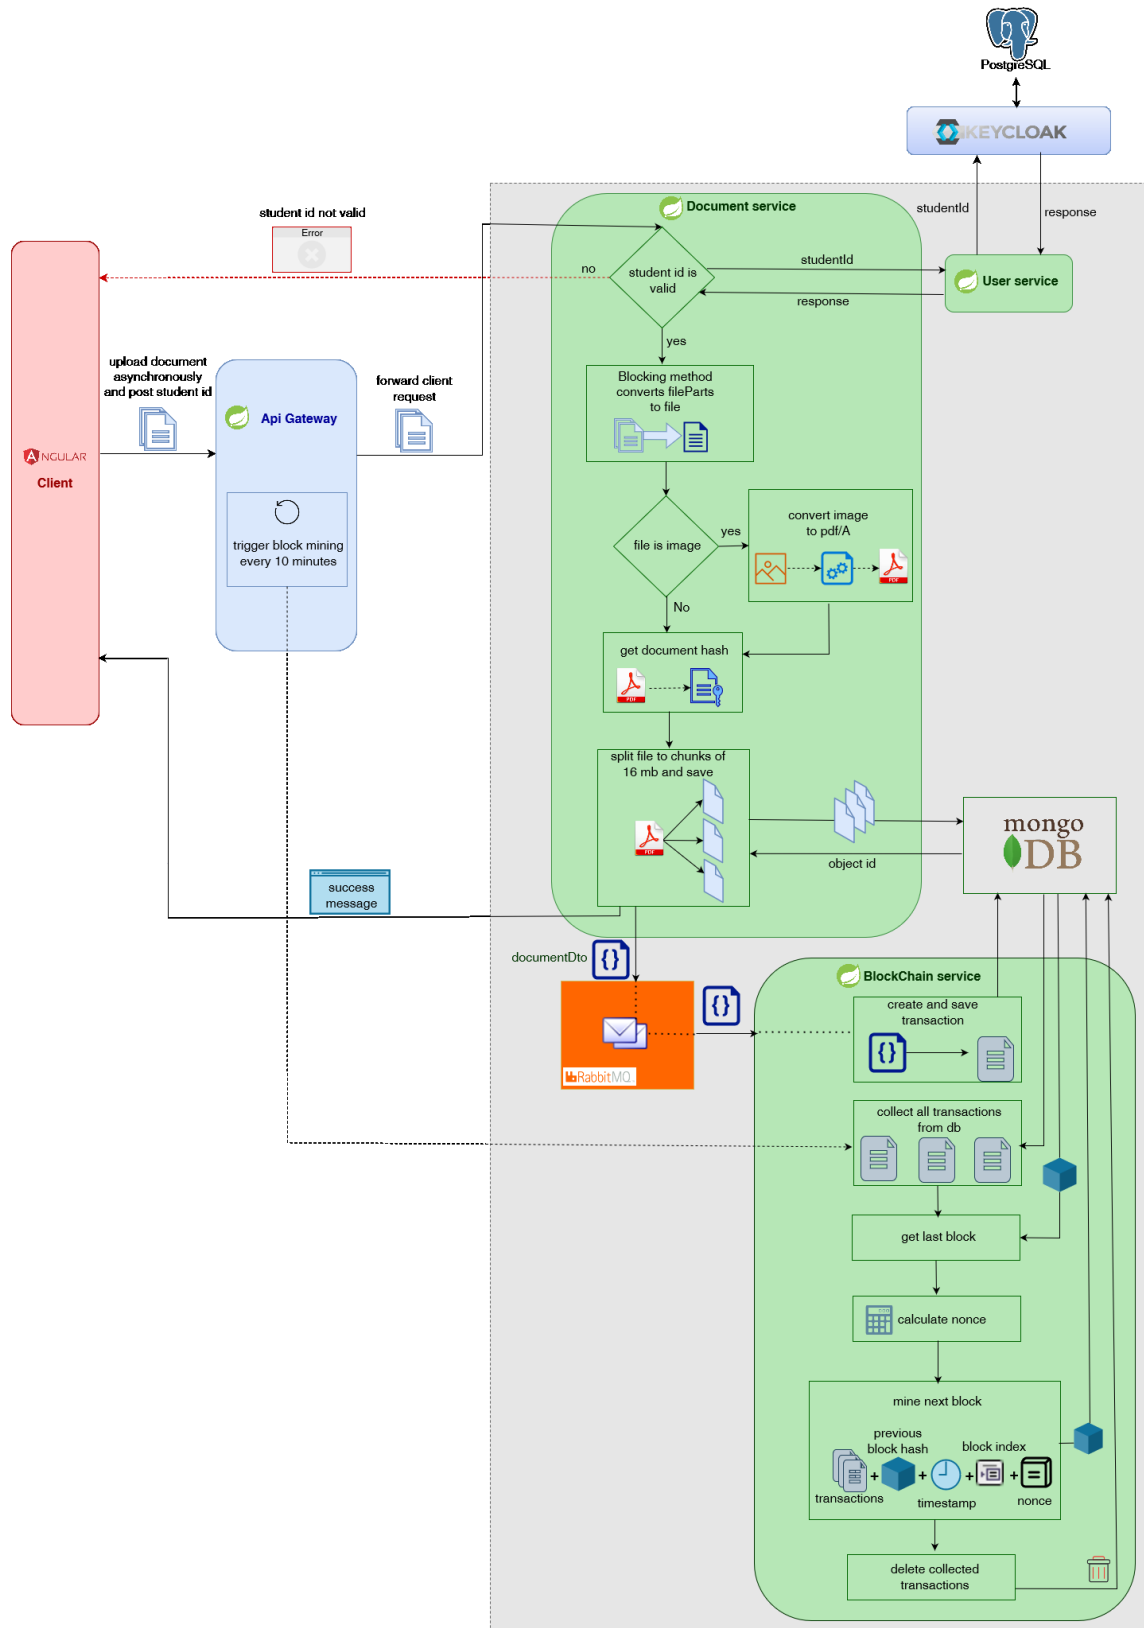 PostgreSQL
KEYCLOAK
studentId
response
student id not valid
Error
Document service
no
student id is
valid
studentId
response
User service
yes
upload document
asynchronously
and post student id
forward client
request
Api Gateway
Blocking method
converts fileParts
to file
ANGULAR
Client
trigger block mining
every 10 minutes
file is image
yes
convert image
to pdf/A
PDF
No
get document hash
PDF
split file to chunks of
16 mb and save
PDF
object id
mongo
DB
success
message
documentDto
{}
{}
RabbitMQ
BlockChain service
create and save
transaction
{}
collect all transactions
from db
get last block
calculate nonce
mine next block
previous
block hash
block index
+
+
+
+
transactions
timestamp
nonce
delete collected
transactions